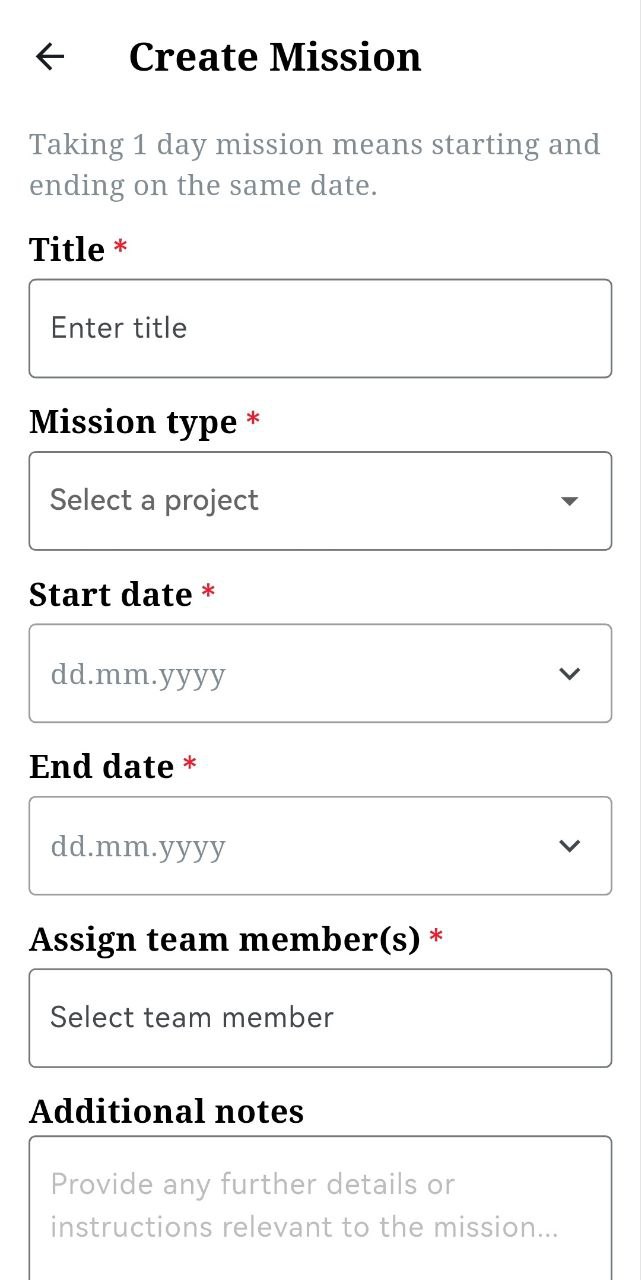 Create Mission
Taking 1 day mission means starting and
ending on the same date.
Title *
Enter title
Mission type *
Select a project
Start date *
dd.mm.yyyy
End date *
dd.mm.yyyy
Assign team member(s) *
Select team member
Additional notes
Provide any further details or
instructions relevant to the mission...